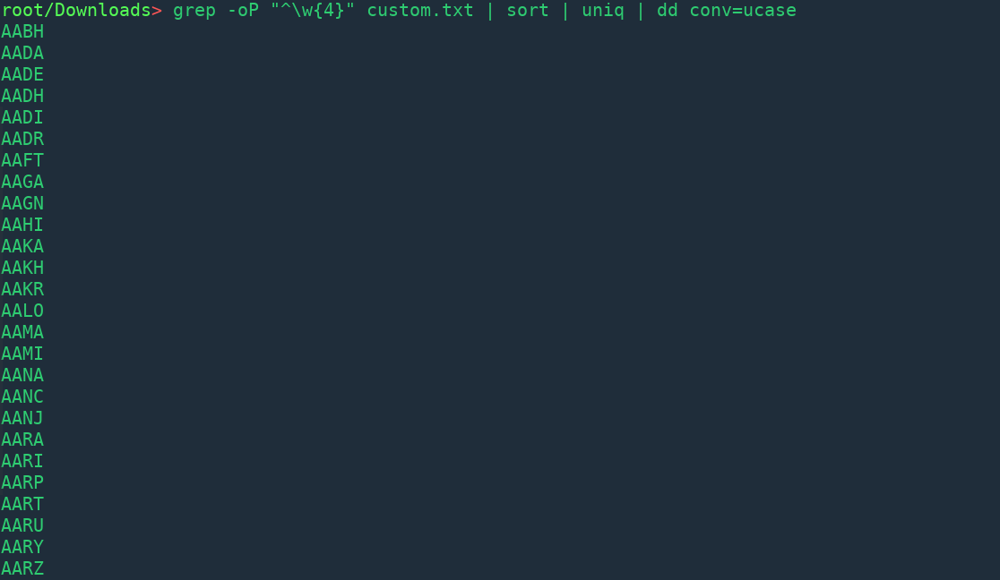 root/Downloads> grep -oP "^\w{4}" custom.txt | sort | uniq | dd conv=ucase
AABH
AADA
AADE
AADH
AADI
AADR
AAFT
AAGA
AAGN
AAHI
AAKA
AAKH
AAKR
AALO
AAMA
AAMI
AANA
AANC
AANJ
AARA
AARI
AARP
AART
AARU
AARY
AARZ